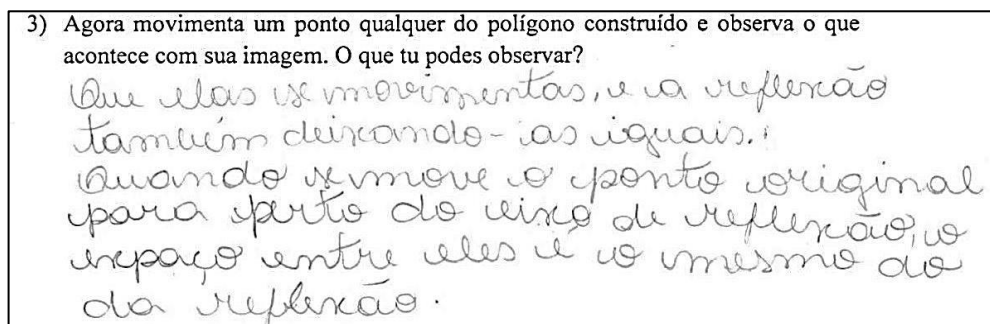 3) Agora movimenta um ponto qualquer do polígono construído e observa o que
acontece com sua imagem. O que tu podes observar?
Que elas se movimentas, e a reflexão
também deixando-as iguais.
Quando se move o ponto original
para perto do eixo de reflexão, o
espaço entre eles é o mesmo do
da reflexão.